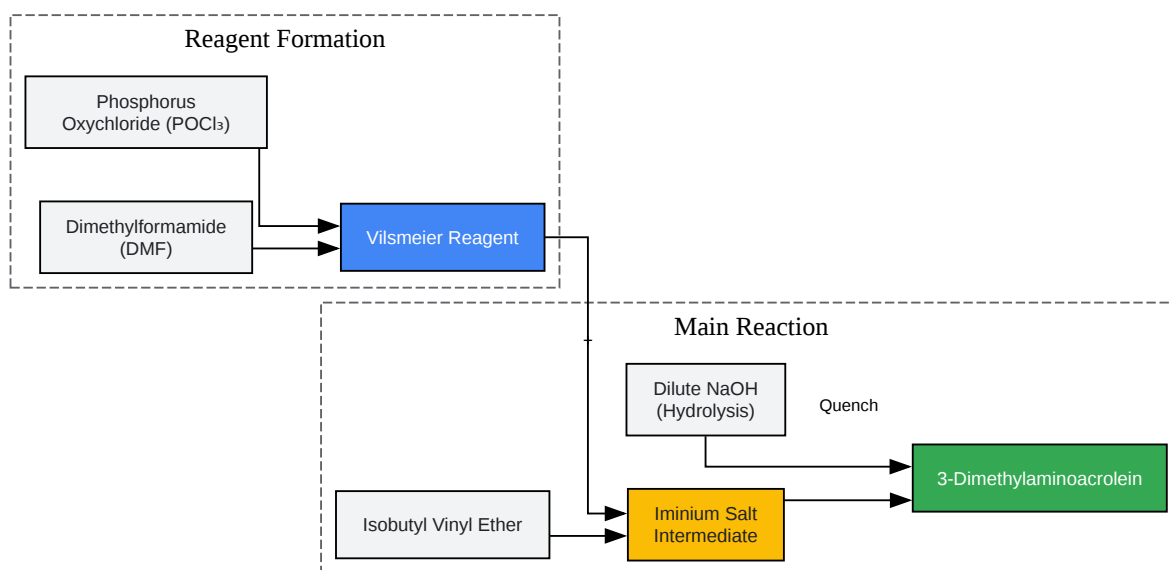 Reagent Formation
Phosphorus
Oxychloride (POCl₃)
Dimethylformamide
(DMF)
Vilsmeier Reagent
Main Reaction
Dilute NaOH
(Hydrolysis)
Quench
3-Dimethylaminoacrolein
Isobutyl Vinyl Ether
Iminium Salt
Intermediate